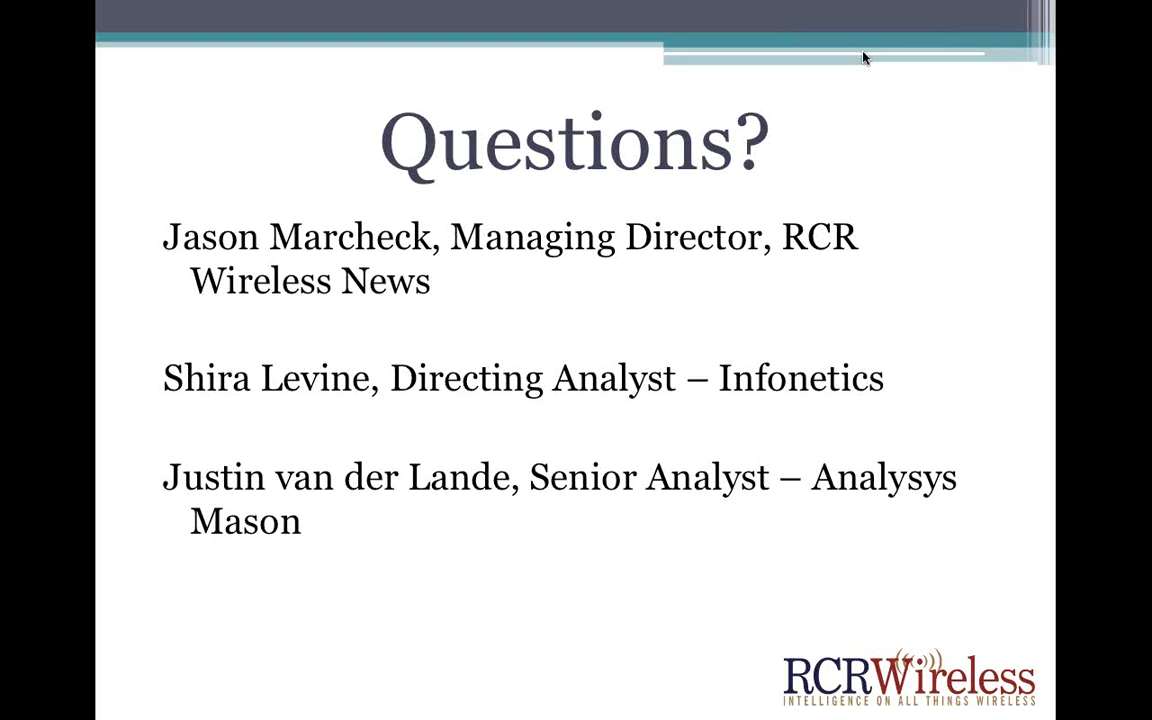 Questions?
Jason Marcheck, Managing Director, RCR
Wireless News
Shira Levine, Directing Analyst – Infonetics
Justin van der Lande, Senior Analyst – Analysys
Mason
RCRWireless
INTELLIGENCE ON ALL THINGS WIRELESS